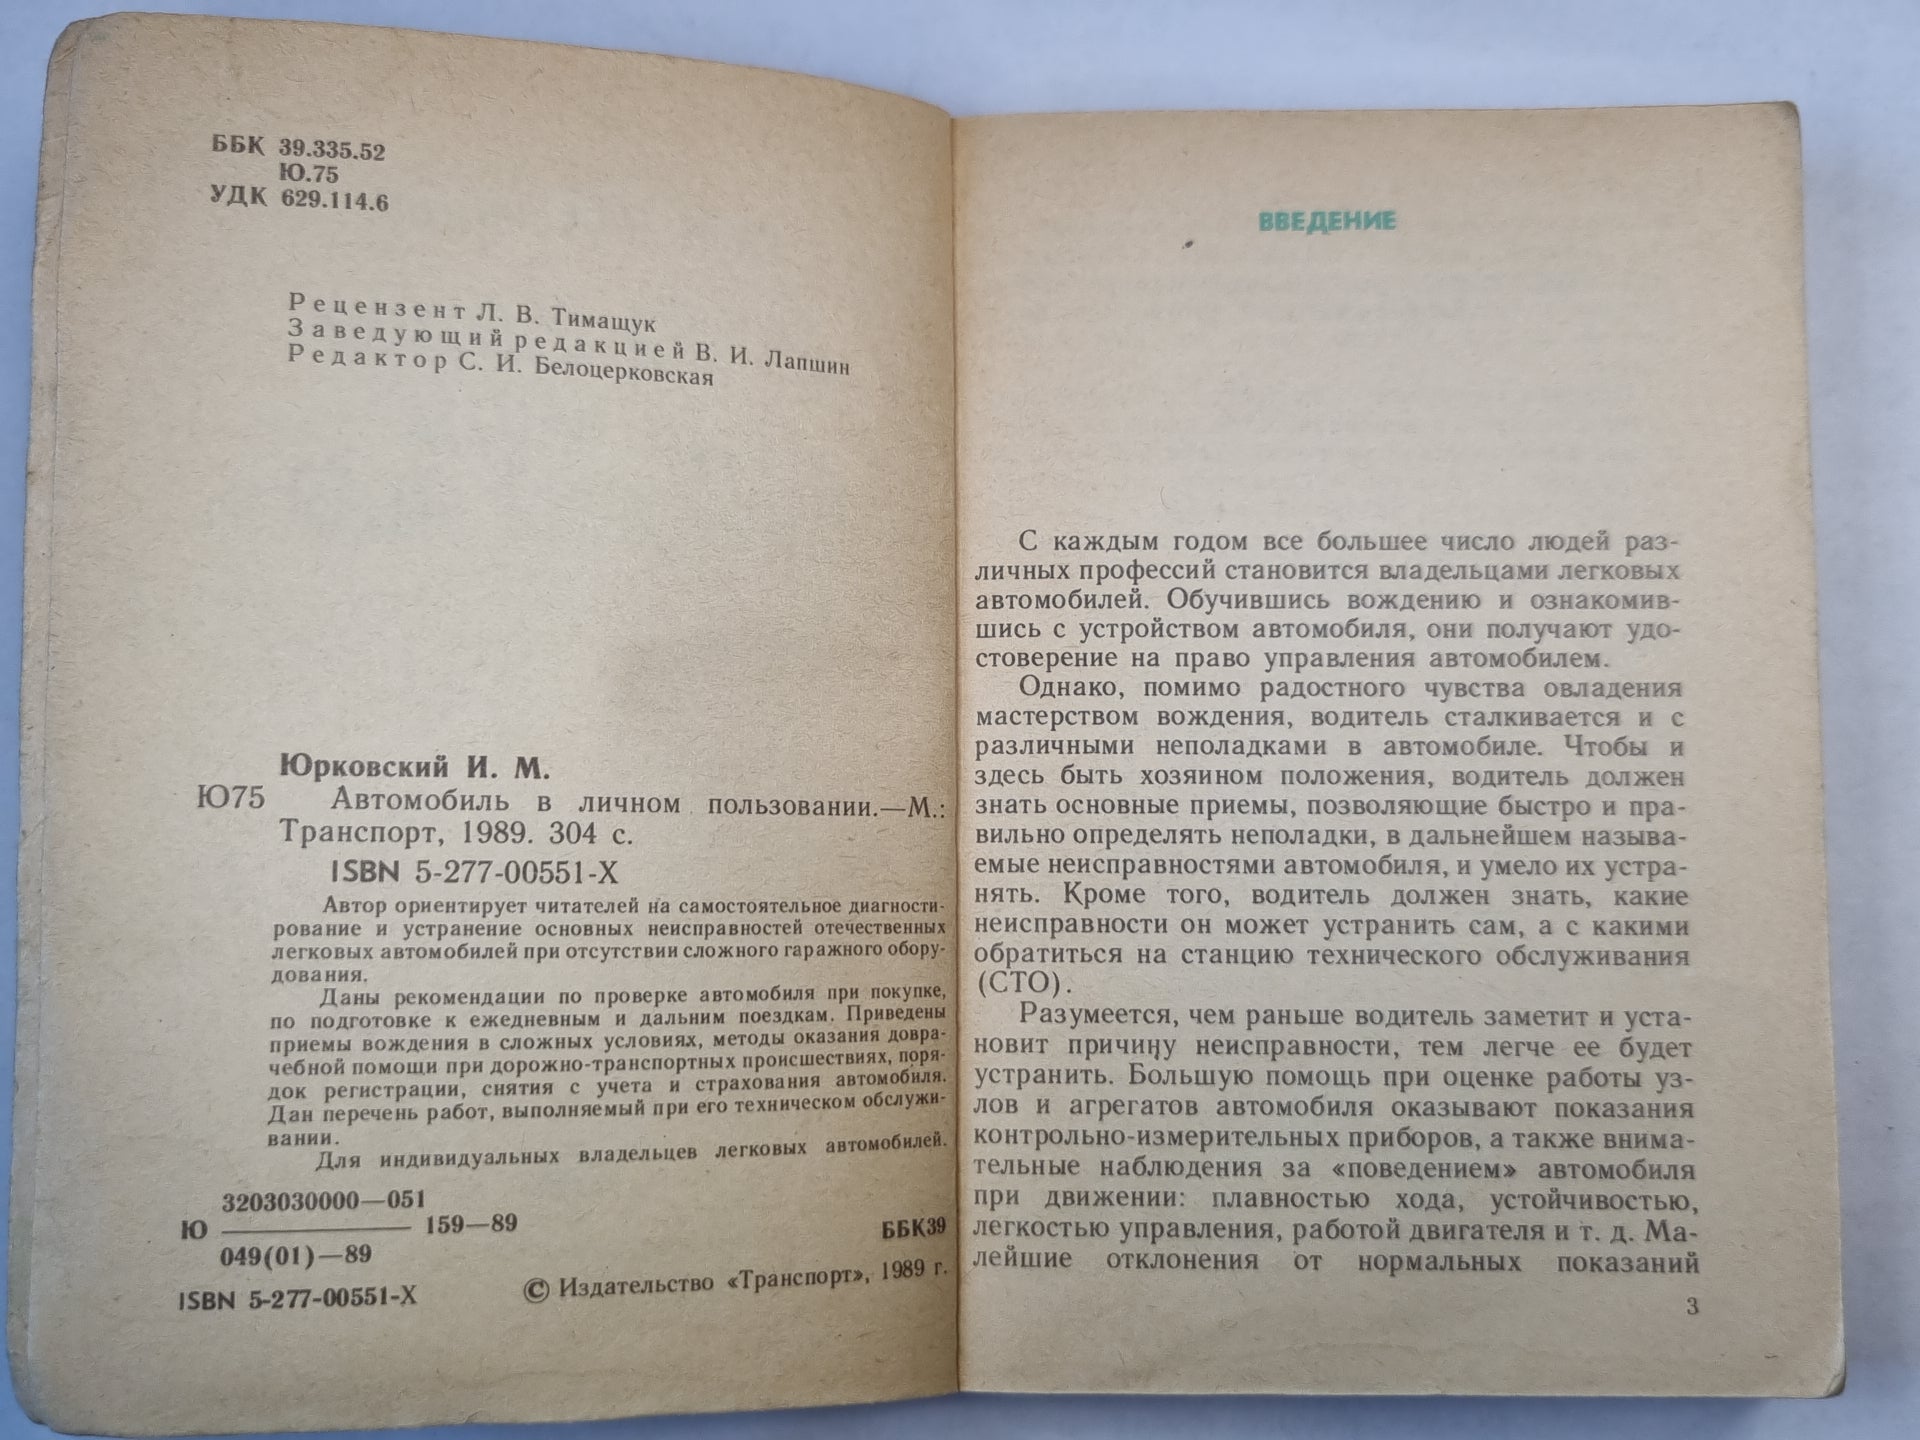 ББК 39.335.52
Ю.75
УДК 629.114.6
Рецензент Л. В. Тимащук
Заведующий редакцией В. И. Лапшин
Редактор С. И. Белоцерковская
Юрковский И. М.
Ю75 Автомобиль в личном пользовании.—М.:
Транспорт, 1989. 304 с.
ISBN 5-277-00551-X
Автор ориентирует читателей на самостоятельное диагности-
рование и устранение основных неисправностей отечественных
легковых автомобилей при отсутствии сложного гаражного обору-
дования.
Даны рекомендации по проверке автомобиля при покупке,
по подготовке к ежедневным и дальним поездкам. Приведены
приемы вождения в сложных условиях, методы оказания довра-
чебной помощи при дорожно-транспортных происшествиях, поря-
док регистрации, снятия с учета и страхования автомобиля.
Дан перечень работ, выполняемый при его техническом обслужи-
вании.
Для индивидуальных владельцев легковых автомобилей.
3203030000—051
Ю 159—89
049(01)—89
ББК39
ISBN 5-277-00551-X
© Издательство «Транспорт», 1989 г.
ВВЕДЕНИЕ
С каждым годом все большее число людей раз-
личных профессий становится владельцами легковых
автомобилей. Обучившись вождению и ознакомив-
шись с устройством автомобиля, они получают удо-
стоверение на право управления автомобилем.
Однако, помимо радостного чувства овладения
мастерством вождения, водитель сталкивается и с
различными неполадками в автомобиле. Чтобы и
здесь быть хозяином положения, водитель должен
знать основные приемы, позволяющие быстро и пра-
вильно определять неполадки, в дальнейшем называ-
емые неисправностями автомобиля, и умело их устра-
нять. Кроме того, водитель должен знать, какие
неисправности он может устранить сам, а с какими
обратиться на станцию технического обслуживания
(СТО).
Разумеется, чем раньше водитель заметит и уста-
новит причину неисправности, тем легче ее будет
устранить. Большую помощь при оценке работы уз-
лов и агрегатов автомобиля оказывают показания
контрольно-измерительных приборов, а также внима-
тельные наблюдения за «поведением» автомобиля
при движении: плавностью хода, устойчивостью,
легкостью управления, работой двигателя и т. д. Ма-
лейшие отклонения от нормальных показаний
3